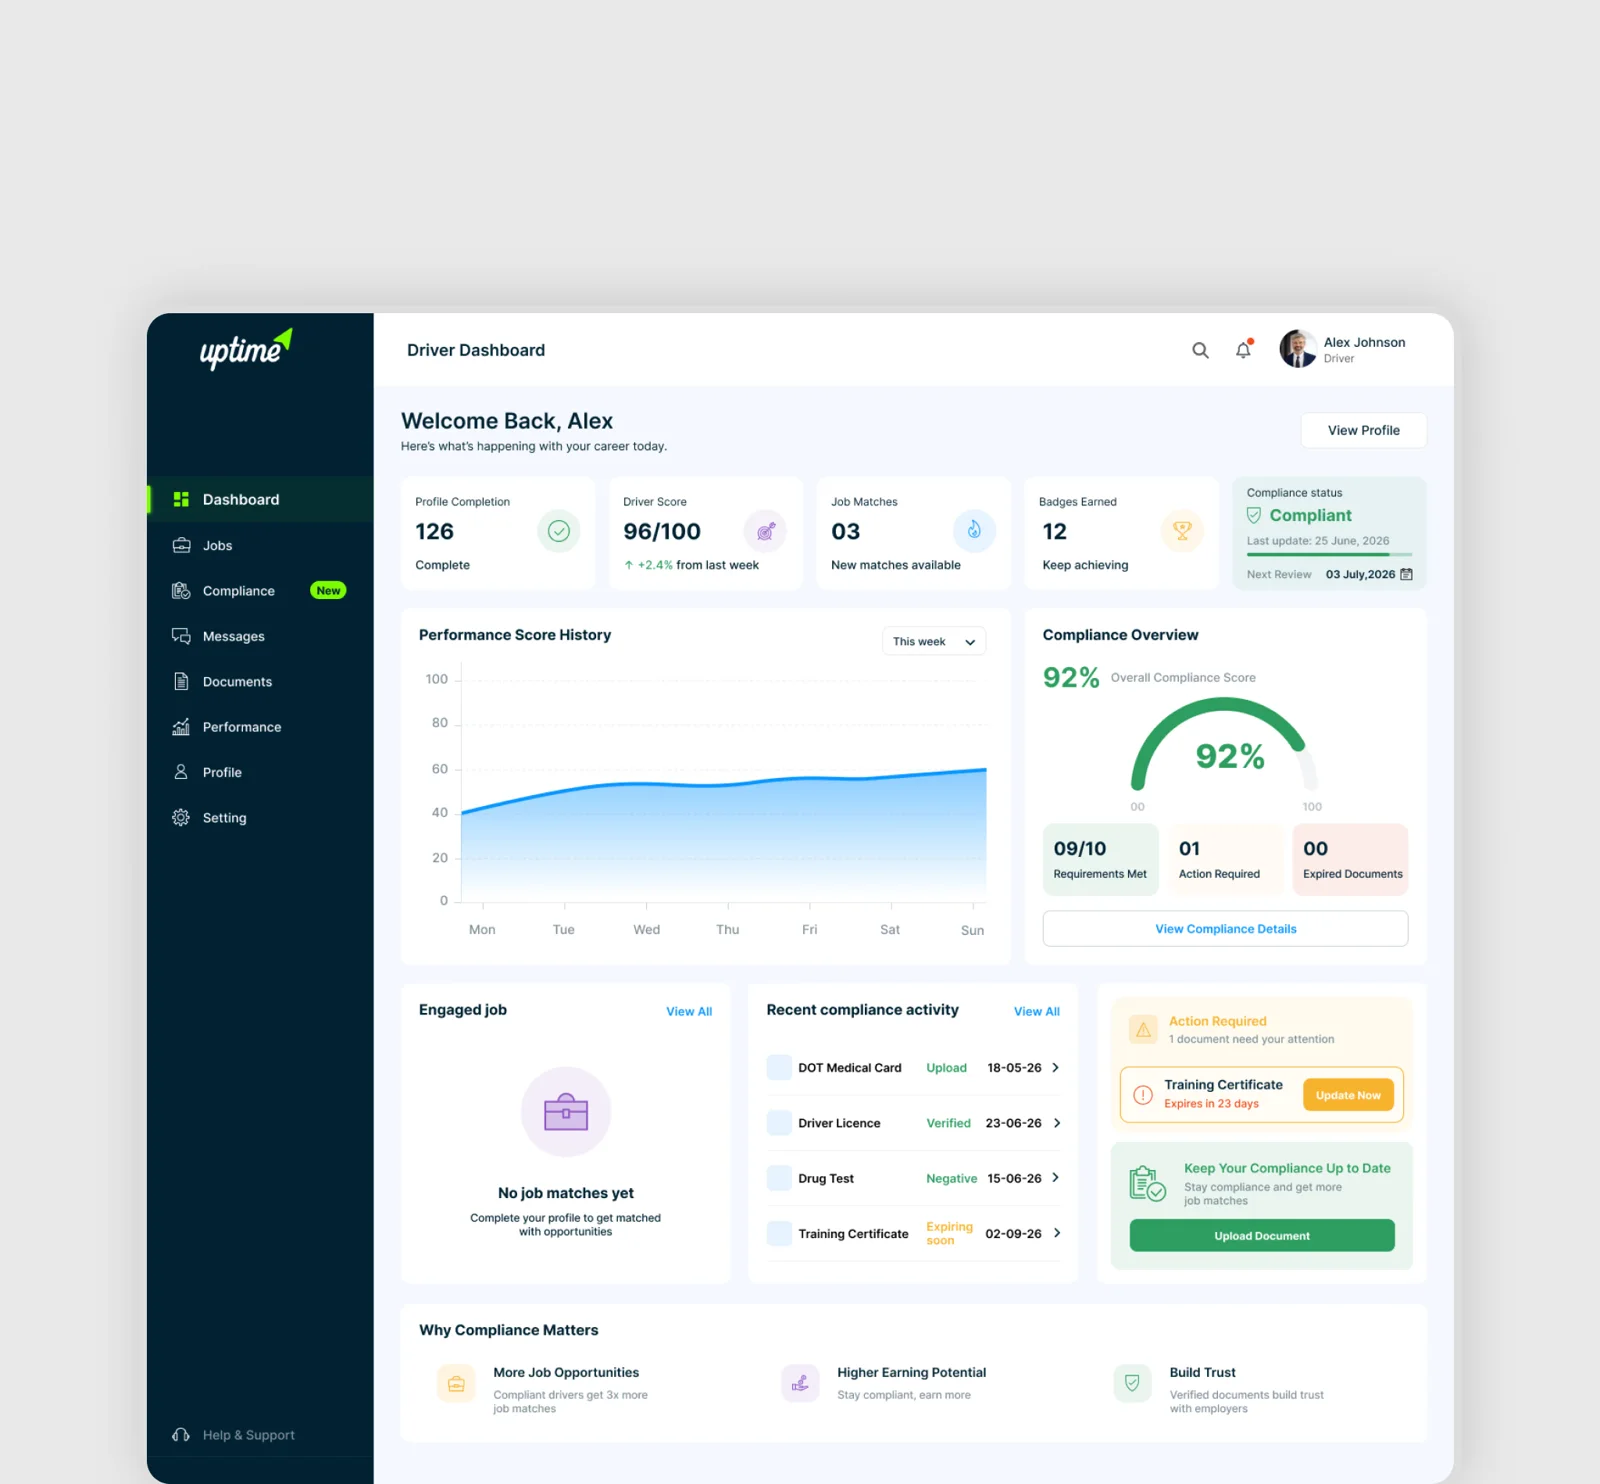 uptime
Driver Dashboard
Alex Johnson
Driver
Welcome Back, Alex
Here's what's happening with your career today.
View Profile
Dashboard
Jobs
Compliance
New
Messages
Documents
Performance
Profile
Setting
Help & Support
Profile Completion
126
Complete
Driver Score
96/100
↑ +2.4% from last week
Job Matches
03
New matches available
Badges Earned
12
Keep achieving
Compliance status
Compliant
Last update: 25 June, 2026
Next Review 03 July,2026
Performance Score History
This week
100
80
60
40
20
0
Mon Tue Wed Thu Fri Sat Sun
Compliance Overview
92% Overall Compliance Score
92%
00 100
09/10
Requirements Met
01
Action Required
00
Expired Documents
View Compliance Details
Engaged job
View All
No job matches yet
Complete your profile to get matched
with opportunities
Recent compliance activity
View All
DOT Medical Card Upload 18-05-26
Driver Licence Verified 23-06-26
Drug Test Negative 15-06-26
Training Certificate Expiring soon 02-09-26
Action Required
1 document need your attention
Training Certificate
Expires in 23 days
Update Now
Keep Your Compliance Up to Date
Stay compliance and get more
job matches
Upload Document
Why Compliance Matters
More Job Opportunities
Compliant drivers get 3x more
job matches
Higher Earning Potential
Stay compliant, earn more
Build Trust
Verified documents build trust
with employers